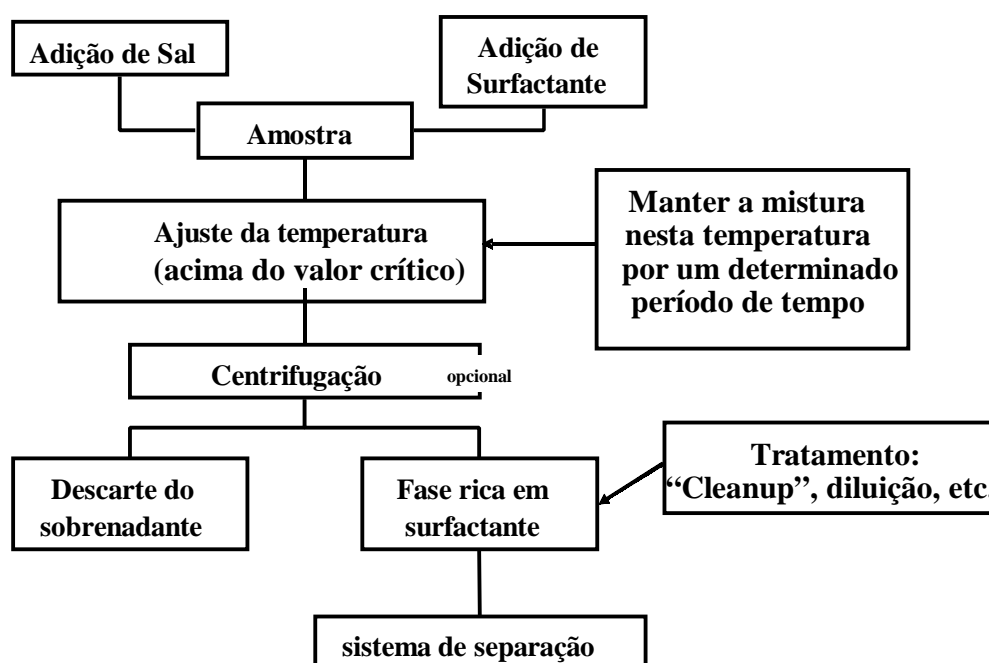 Adição de Sal
Adição de
Surfactante
Amostra
Ajuste da temperatura
(acima do valor crítico)
Manter a mistura
nesta temperatura
por um determinado
período de tempo
Centrifugação opcional
Descarte do
sobrenadante
Fase rica em
surfactante
Tratamento:
“Cleanup”, diluição, etc.
sistema de separação